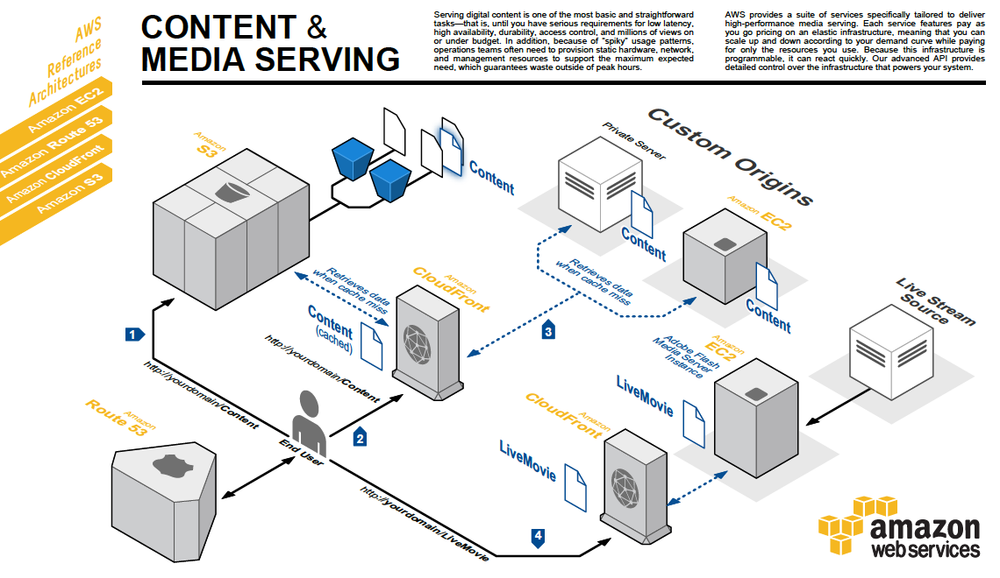 AWS
Reference
Architectures
Amazon EC2
Amazon Route 53
Amazon CloudFront
Amazon S3
CONTENT &
MEDIA SERVING
Serving digital content is one of the most basic and straightforward
tasks—that is, until you have serious requirements for low latency,
high availability, durability, access control, and millions of views on
or under budget. In addition, because of "spiky" usage patterns,
operations teams often need to provision static hardware, network,
and management resources to support the maximum expected
need, which guarantees waste outside of peak hours.
AWS provides a suite of services specifically tailored to deliver
high-performance media serving. Each service features pay as
you go pricing on an elastic infrastructure, meaning that you can
scale up and down according to your demand curve while paying
for only the resources you use. Because this infrastructure is
programmable, it can react quickly. Our advanced API provides
detailed control over the infrastructure that powers your system.
Amazon
S3
Content
Private Server
Custom Origins
Content
Amazon EC2
Content
Retrieves data
when cache miss
Amazon
CloudFront
Content
(cached)
Retrieves data
when cache miss
3
Live Stream
Source
1
http://yourdomain/Content
http://yourdomain/Content
2
End User
Amazon
EC2
Adobe Flash
Media Server
Instance
LiveMovie
Amazon
Route 53
Amazon
CloudFront
LiveMovie
http://yourdomain/LiveMovie
4
amazon
webservices